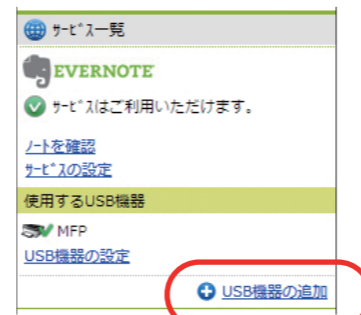 ｻｰﾋﾞｽ一覧
EVERNOTE
ｻｰﾋﾞｽはご利用いただけます。
ﾉｰﾄを確認
ｻｰﾋﾞｽの設定
使用するUSB機器
MFP
USB機器の設定
USB機器の追加